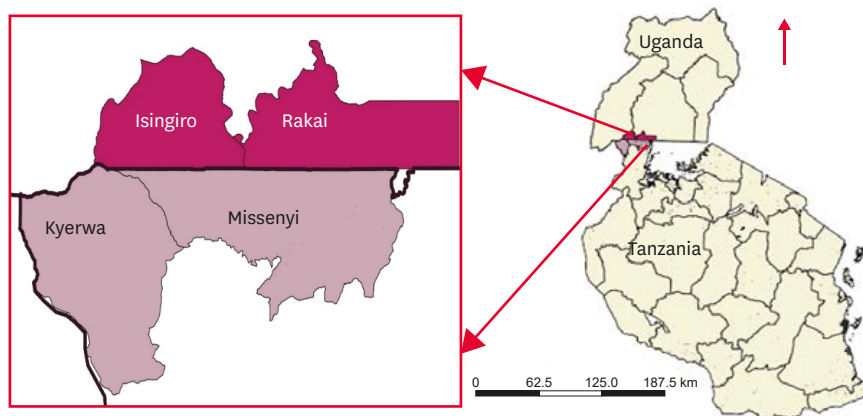 Isingiro
Rakai
Kyerwa
Missenyi
Uganda
Tanzania
0 62.5 125.0 187.5 km